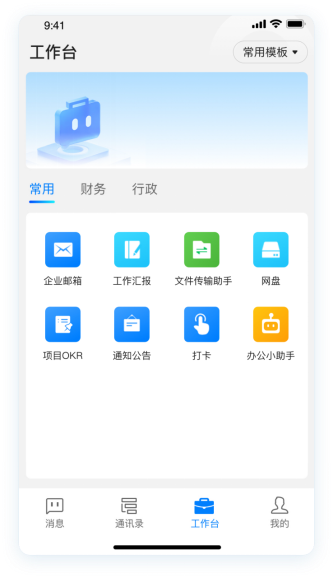 9:41
工作台
常用模板
常用 财务 行政
企业邮箱 工作汇报 文件传输助手 网盘
项目OKR 通知公告 打卡 办公小助手
消息 通讯录 工作台 我的